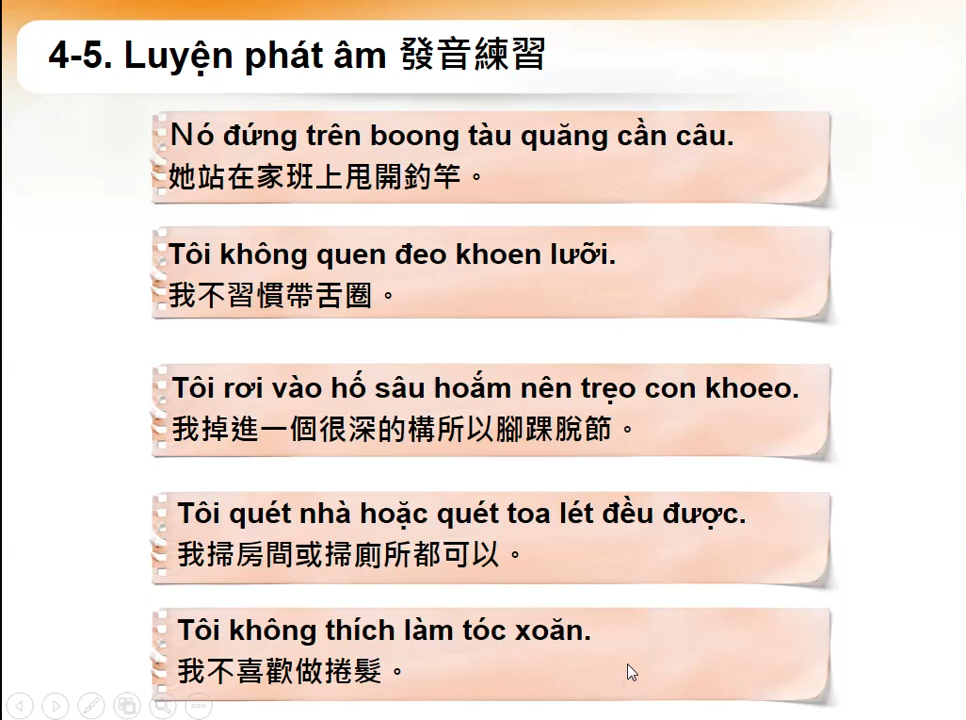 4-5. Luyện phát âm 發音練習
Nó đứng trên boong tàu quăng cần câu.
她站在家班上甩開釣竿。
Tôi không quen đeo khoen lưỡi.
我不習慣帶舌圈。
Tôi rơi vào hố sâu hoắm nên trẹo con khoeo.
我掉進一個很深的構所以腳踝脫節。
Tôi quét nhà hoặc quét toa lét đều được.
我掃房間或掃廁所都可以。
Tôi không thích làm tóc xoăn.
我不喜歡做捲髮。